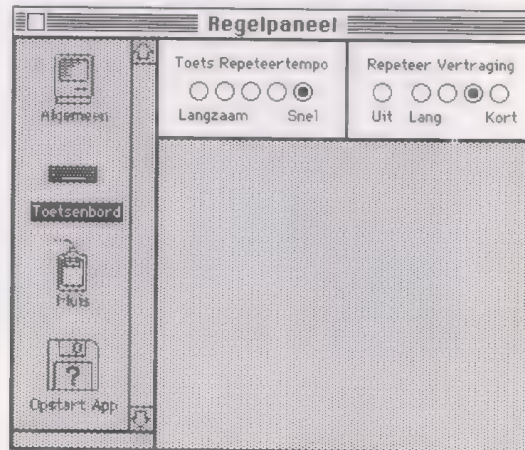 Regelpaneel
Algemeen
Toetsenbord
Muis
Opstart App
Toets Repeteertempo
Langzaam Snel
Repeteer Vertraging
Uit Lang Kort